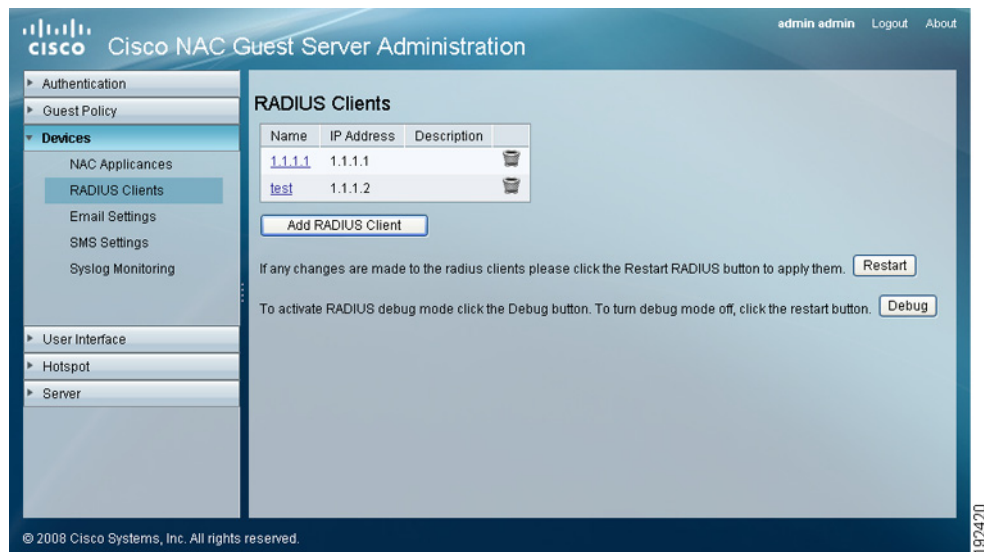 CISCO Cisco NAC Guest Server Administration
admin admin Logout About
Authentication
Guest Policy
Devices
NAC Applicances
RADIUS Clients
Email Settings
SMS Settings
Syslog Monitoring
User Interface
Hotspot
Server
RADIUS Clients
Name IP Address Description
1.1.1.1 1.1.1.1
test 1.1.1.2
Add RADIUS Client
If any changes are made to the radius clients please click the Restart RADIUS button to apply them. Restart
To activate RADIUS debug mode click the Debug button. To turn debug mode off, click the restart button. Debug
© 2008 Cisco Systems, Inc. All rights reserved.
192420